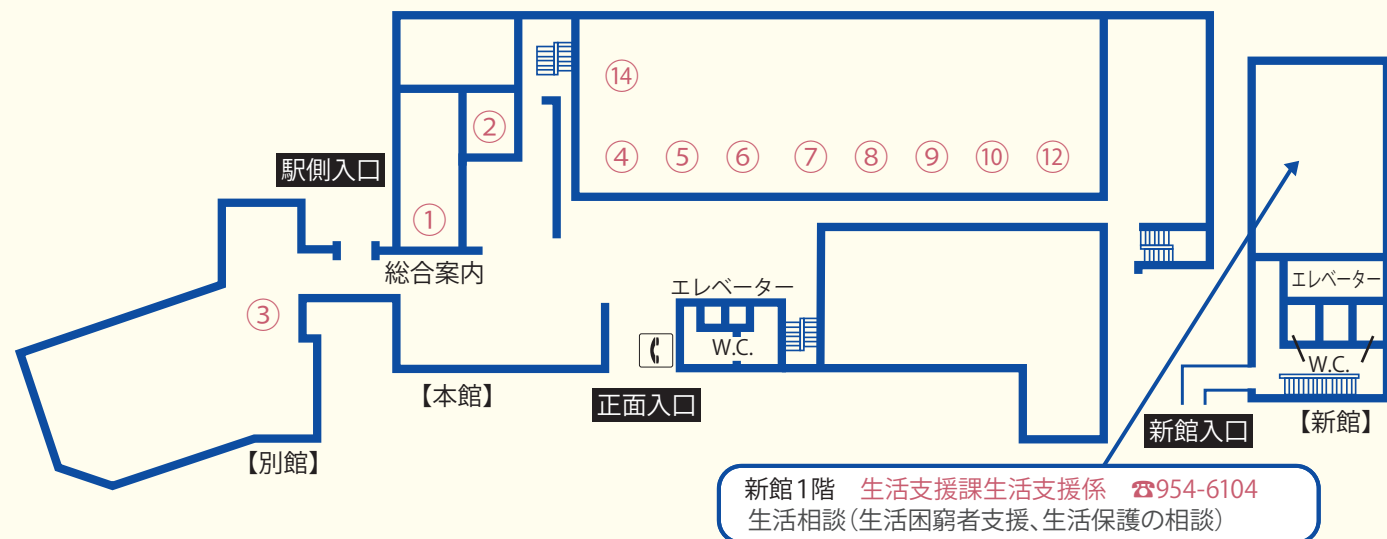 ⑭
②
④ ⑤ ⑥ ⑦ ⑧ ⑨ ⑩ ⑫
駅側入口
①
総合案内
③
エレベーター
W.C.
エレベーター
W.C.
【本館】
正面入口
新館入口
【新館】
【別館】
新館1階 生活支援課生活支援係 ☎954-6104
生活相談(生活困窮者支援、生活保護の相談)